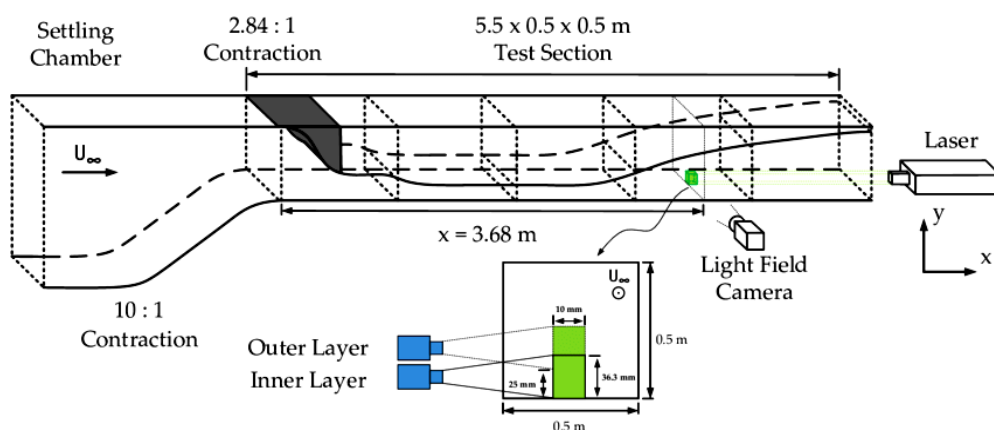 Settling
Chamber
2.84 : 1
Contraction
5.5 x 0.5 x 0.5 m
Test Section
U∞
Laser
x = 3.68 m
y
x
Light Field
Camera
10 : 1
Contraction
U∞
10 mm
Outer Layer
Inner Layer
25 mm
36.3 mm
0.5 m
0.5 m